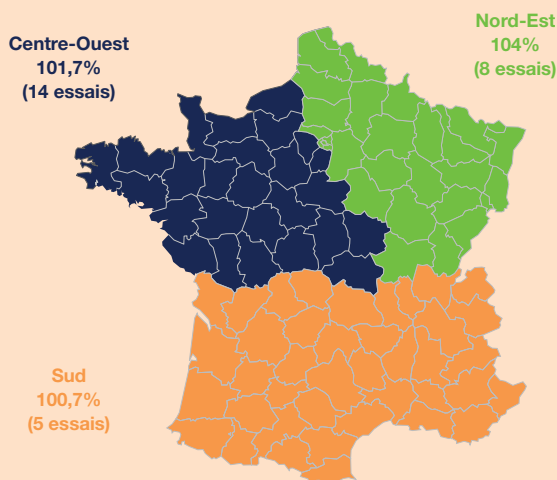 Centre-Ouest
101,7%
(14 essais)
Nord-Est
104%
(8 essais)
Sud
100,7%
(5 essais)